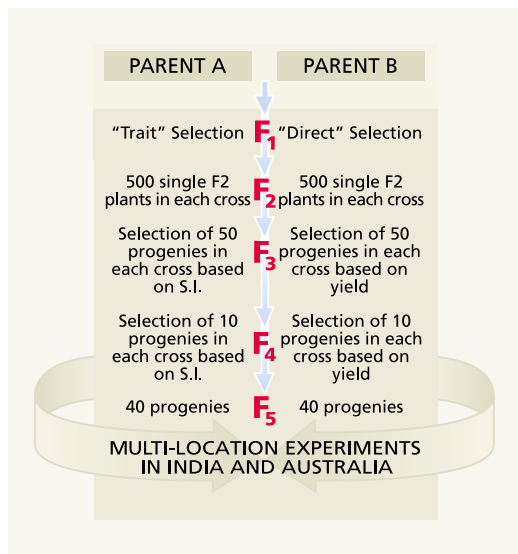 PARENT A
PARENT B
"Trait" Selection
F1
"Direct" Selection
500 single F2
plants in each cross
F2
500 single F2
plants in each cross
Selection of 50
progenies in
each cross based
on S.I.
F3
Selection of 50
progenies in each
cross based on
yield
Selection of 10
progenies in
each cross based
on S.I.
F4
Selection of 10
progenies in each
cross based on
yield
40 progenies
F5
40 progenies
MULTI-LOCATION EXPERIMENTS
IN INDIA AND AUSTRALIA